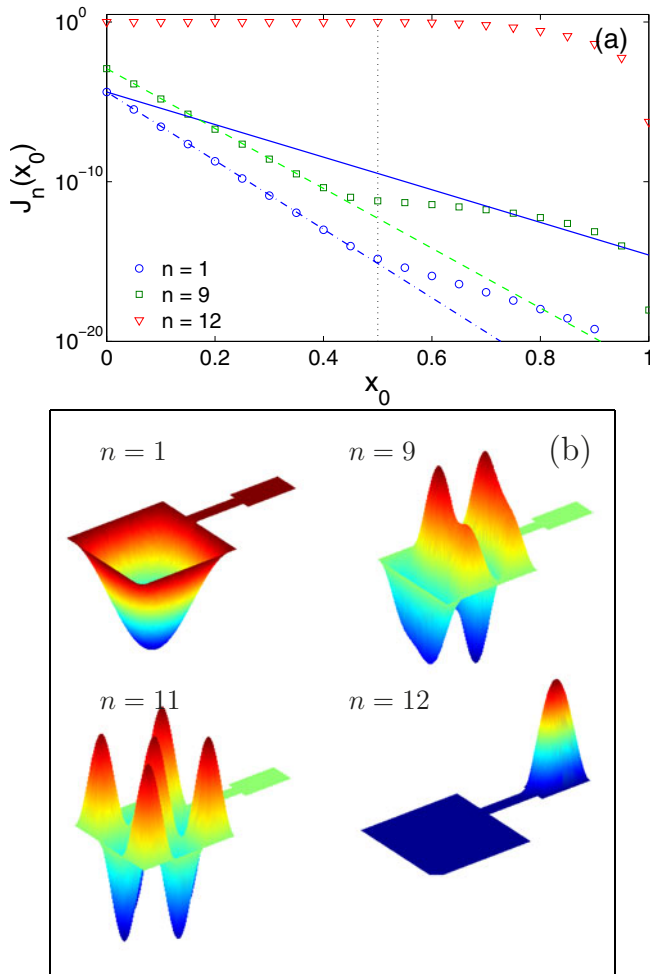 10^0
(a)
J_n(x_0)
10^{-10}
n = 1
n = 9
n = 12
10^{-20}
0 0.2 0.4 0.6 0.8 1
x_0
n = 1 n = 9 (b)
n = 11 n = 12